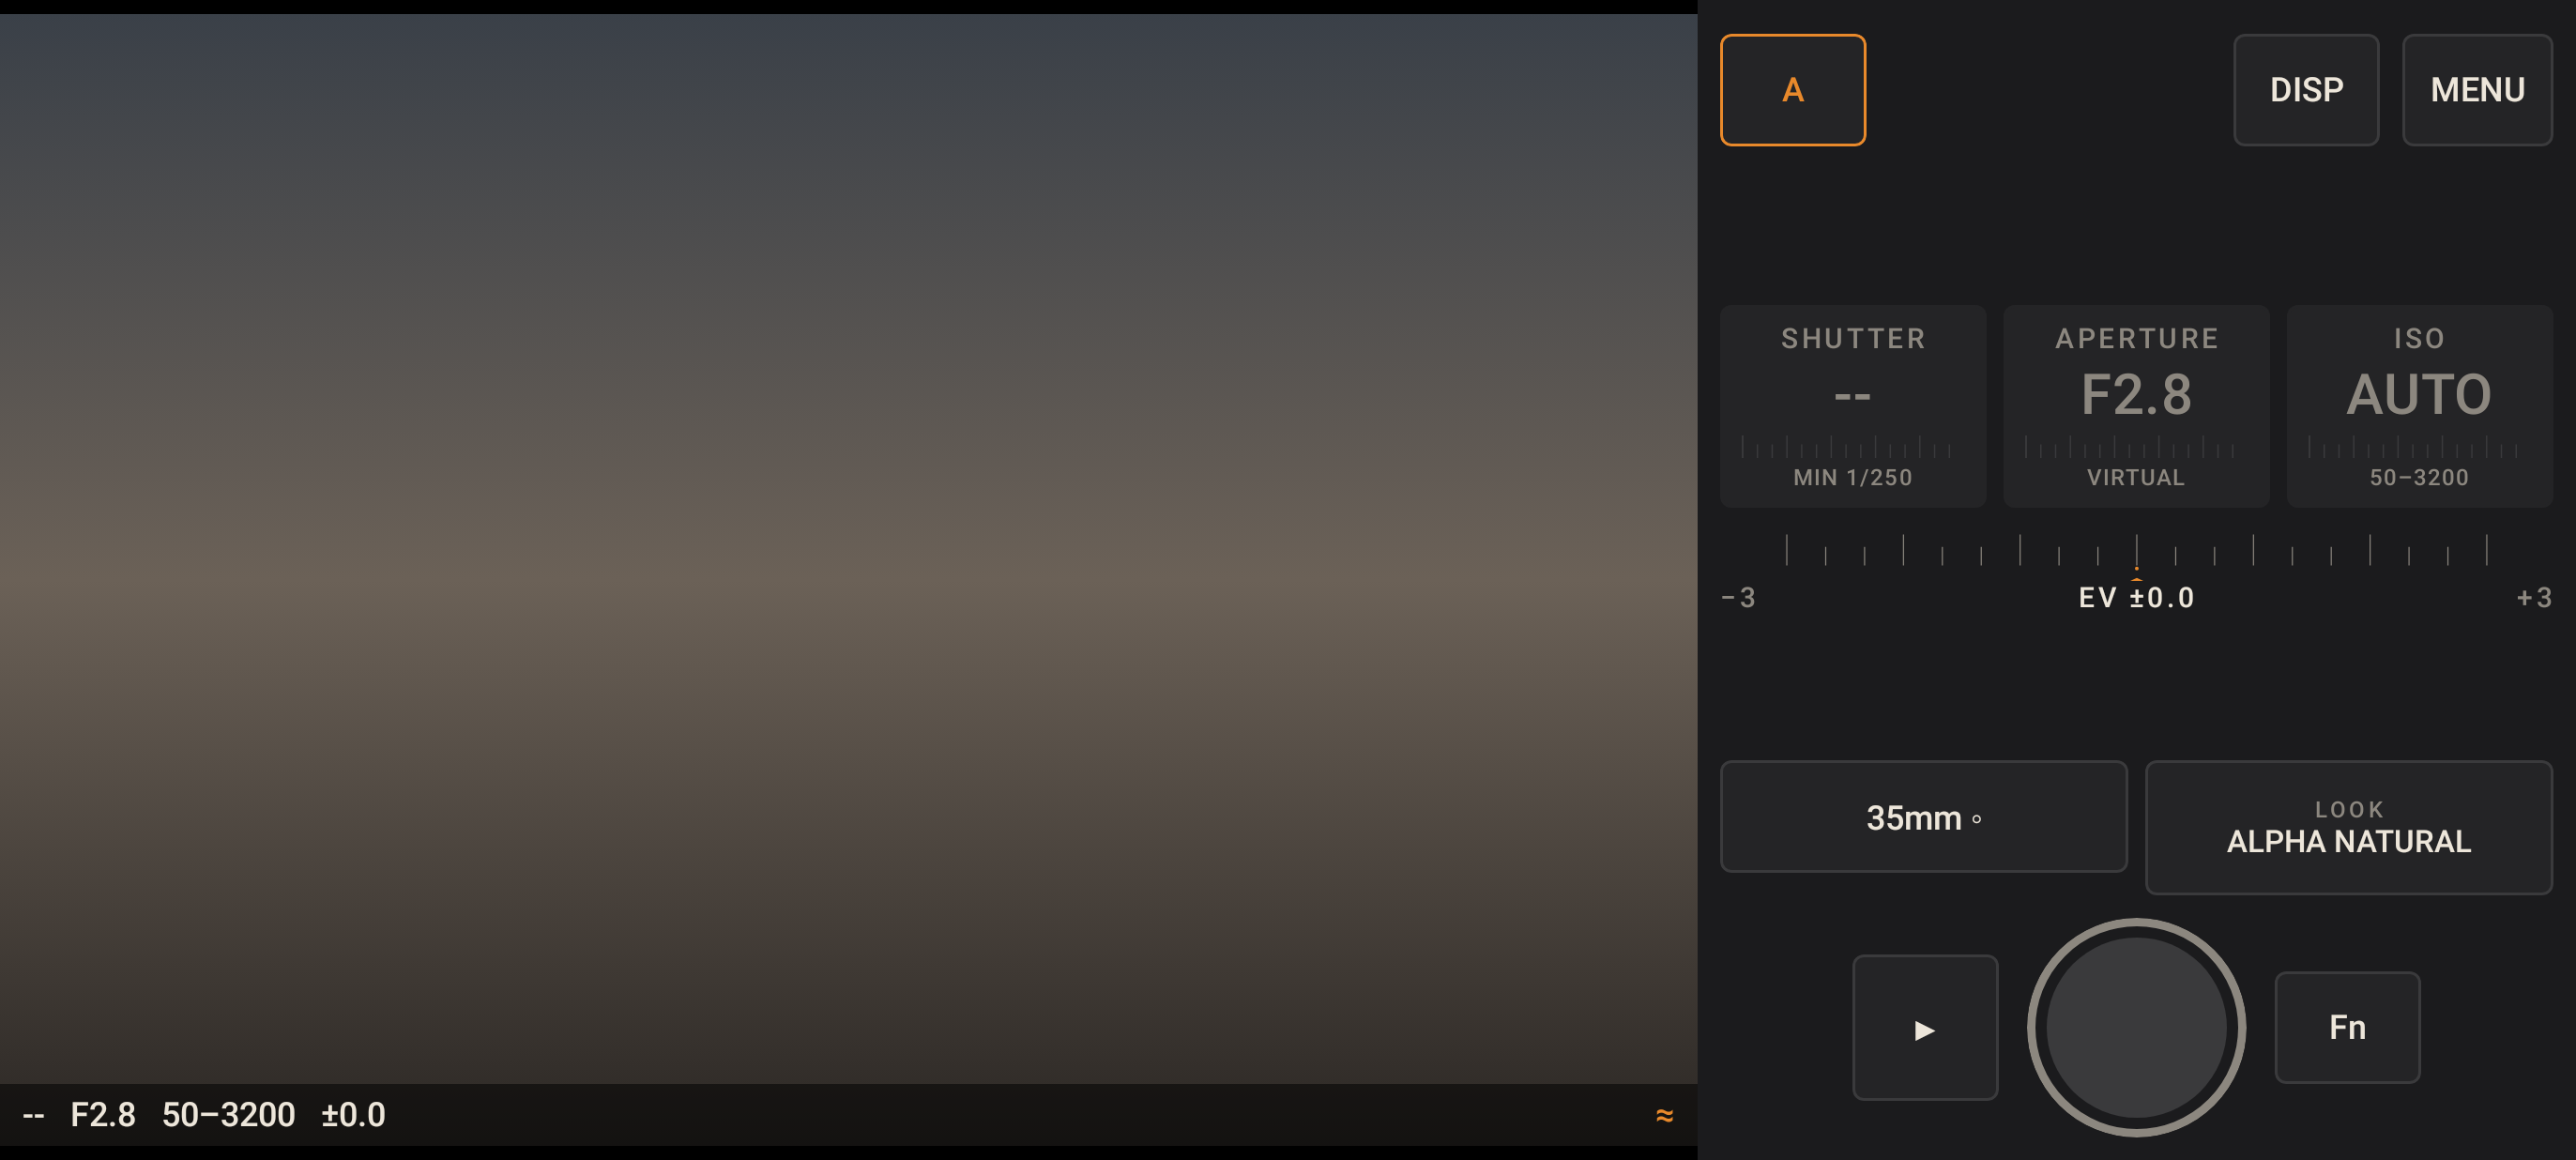 A
DISP
MENU
SHUTTER
--
MIN 1/250
APERTURE
F2.8
VIRTUAL
ISO
AUTO
50–3200
−3
EV ±0.0
+3
35mm ◦
LOOK
ALPHA NATURAL
▶
Fn
-- F2.8 50–3200 ±0.0 ≈